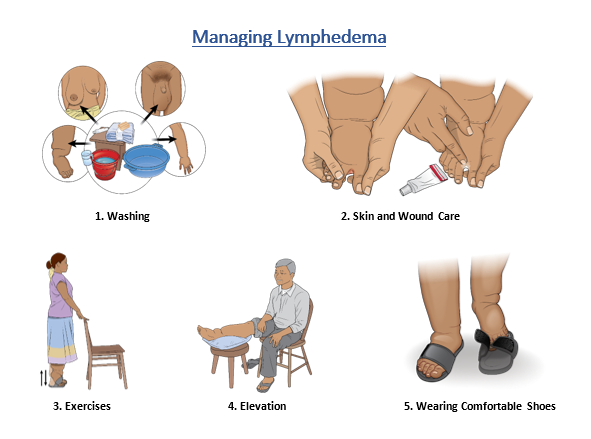 Managing Lymphedema
1. Washing
2. Skin and Wound Care
3. Exercises
4. Elevation
5. Wearing Comfortable Shoes